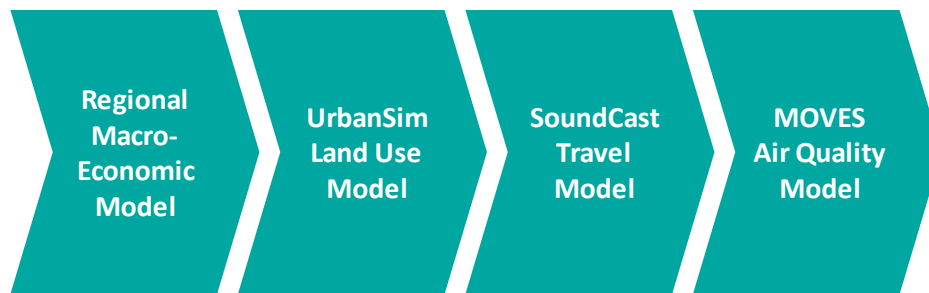 Regional
Macro-
Economic
Model
UrbanSim
Land Use
Model
SoundCast
Travel
Model
MOVES
Air Quality
Model